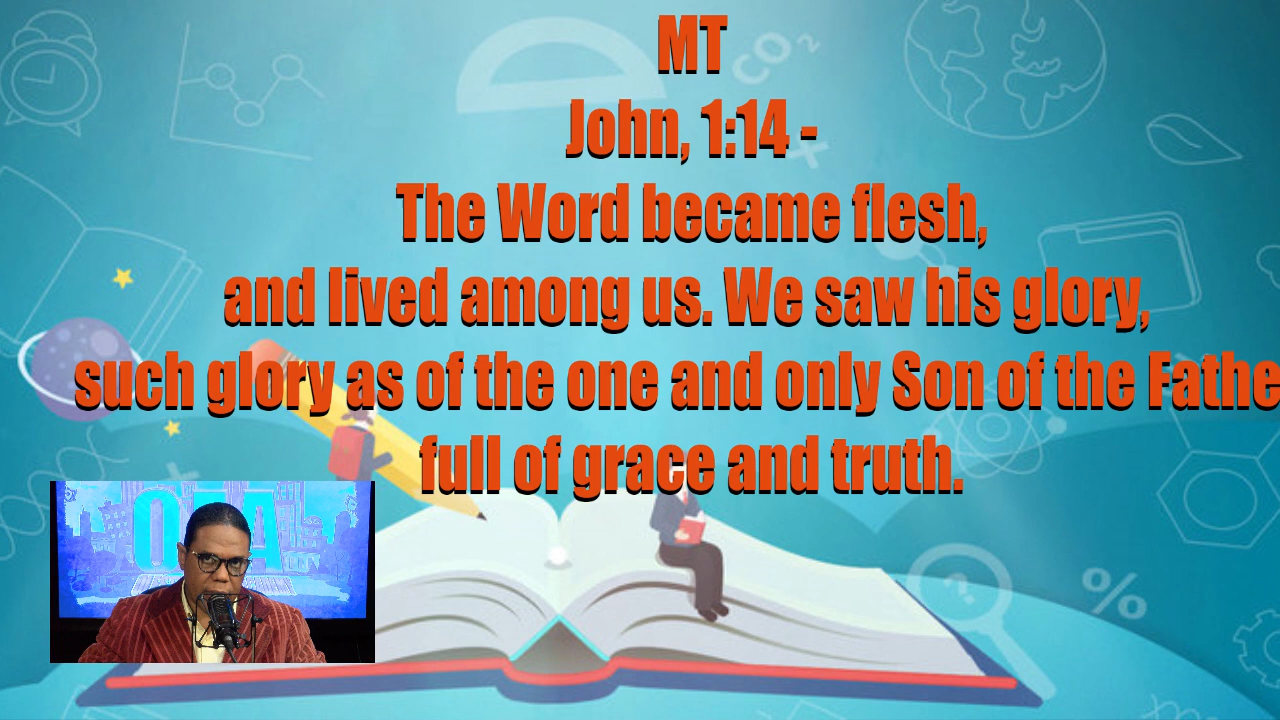 MT
John, 1:14 -
The Word became flesh,
and lived among us. We saw his glory,
such glory as of the one and only Son of the Fathe
full of grace and truth.
CO2
%